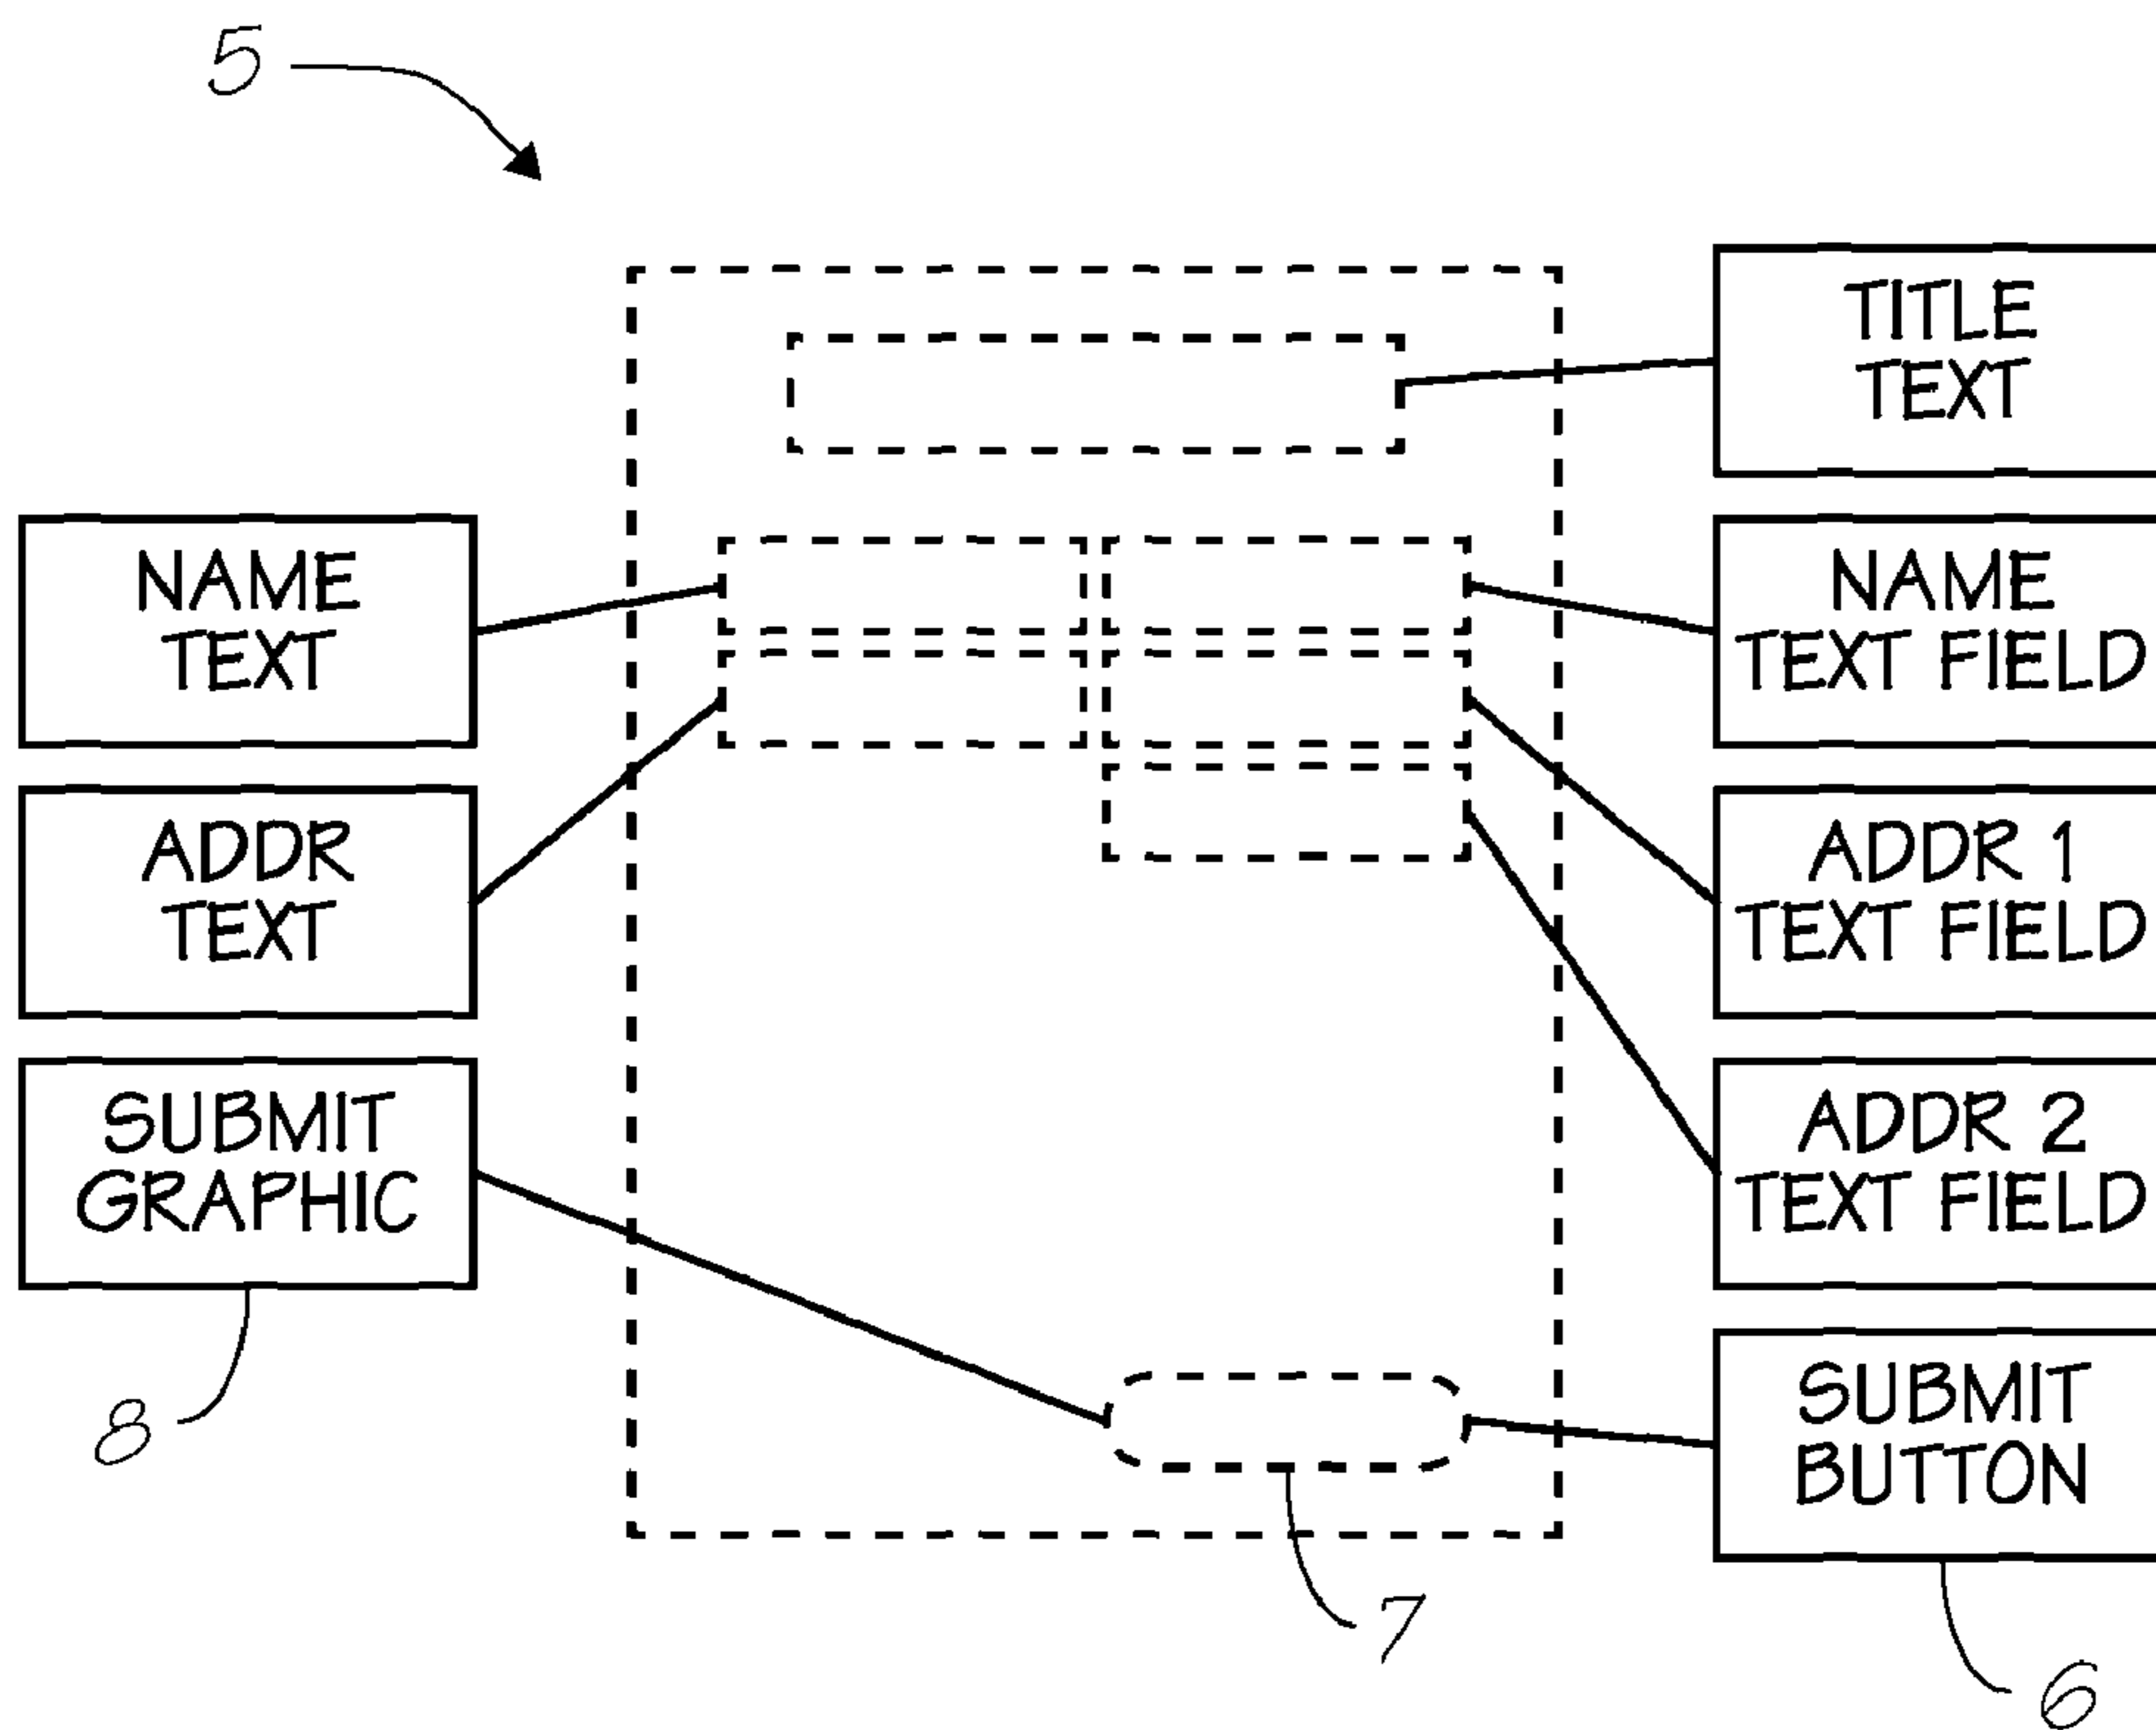 5
TITLE
TEXT
NAME
TEXT
NAME
TEXT FIELD
ADDR
TEXT
ADDR 1
TEXT FIELD
SUBMIT
GRAPHIC
ADDR 2
TEXT FIELD
SUBMIT
BUTTON
8
7
6